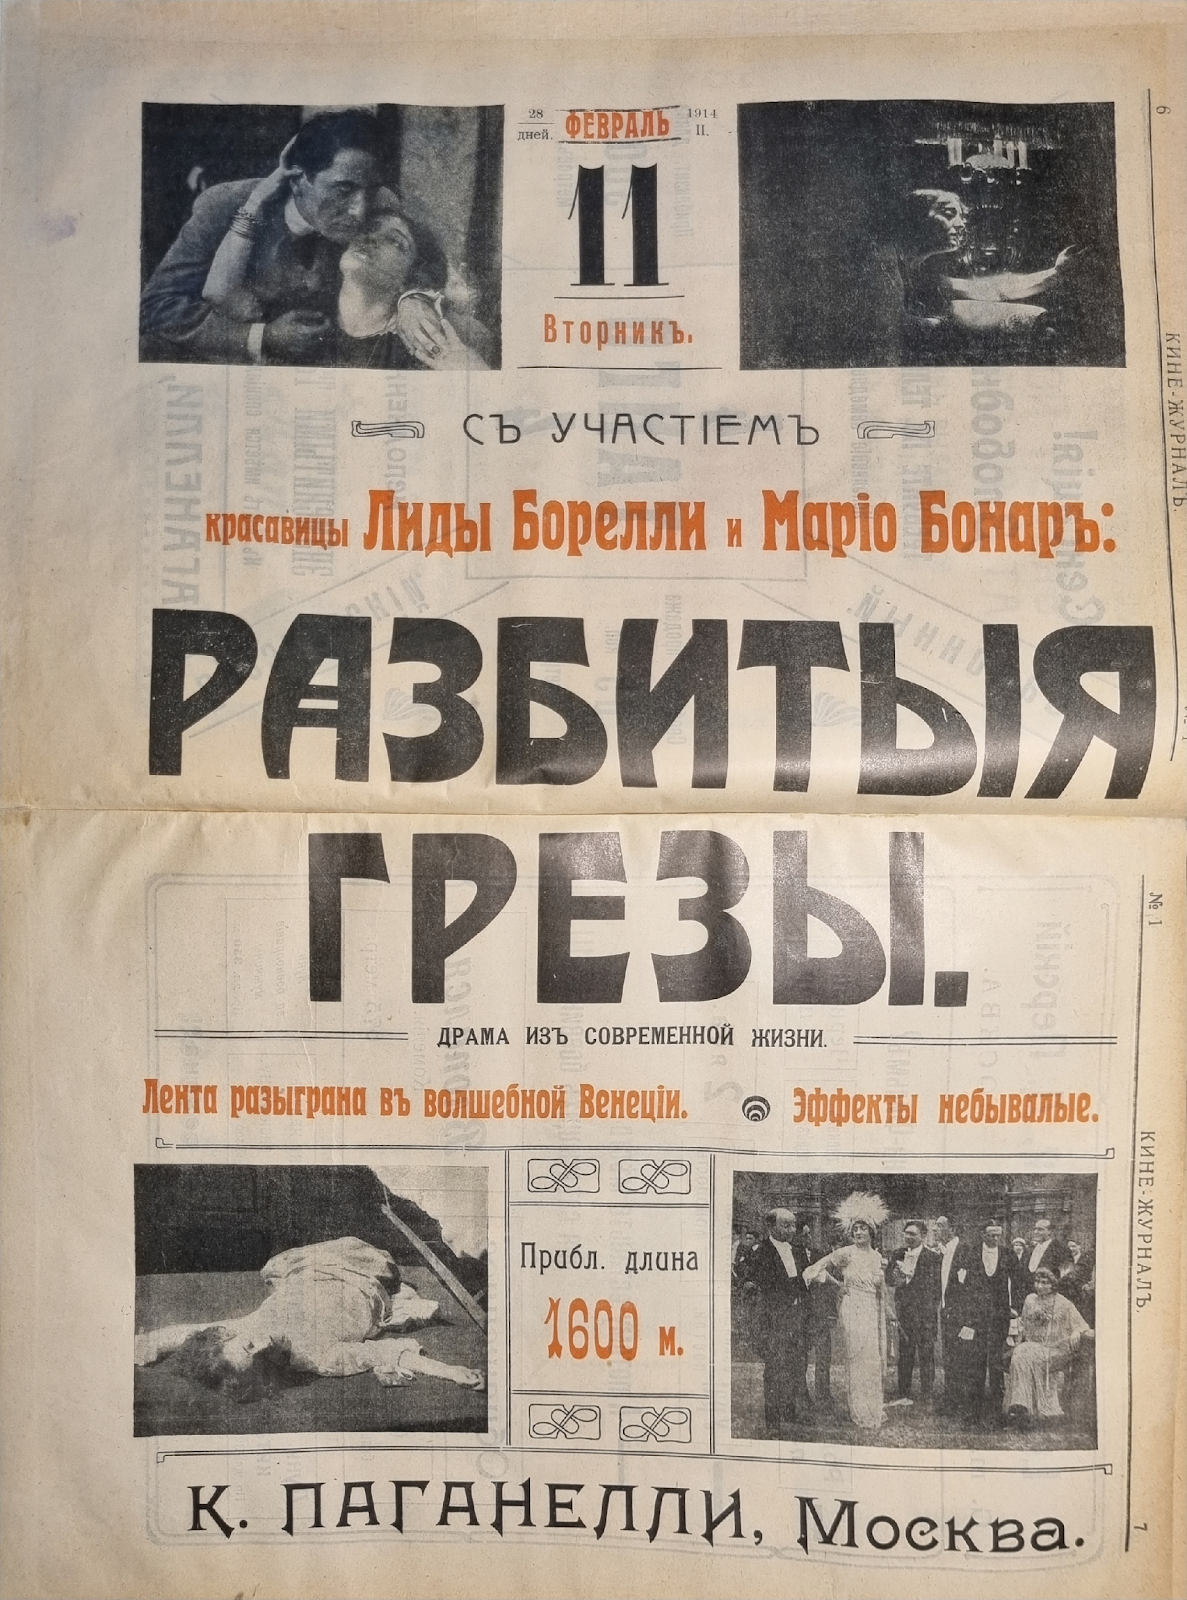 28 дней.
ФЕВРАЛЬ
1914 II.
11
Вторникъ.
СЪ УЧАСТІЕМЪ
красавицы Лиды Борелли и Маріо Бонаръ:
РАЗБИТЫЯ
ГРЕЗЫ.
ДРАМА ИЗЪ СОВРЕМЕННОЙ ЖИЗНИ.
Лента разыграна въ волшебной Венеціи.
Эффекты небывалые.
Прибл. длина
1600 м.
К. ПАГАНЕЛЛИ, Москва.
6
КИНЕ-ЖУРНАЛЪ.
№ 1
№ 1
КИНЕ-ЖУРНАЛЪ.
7